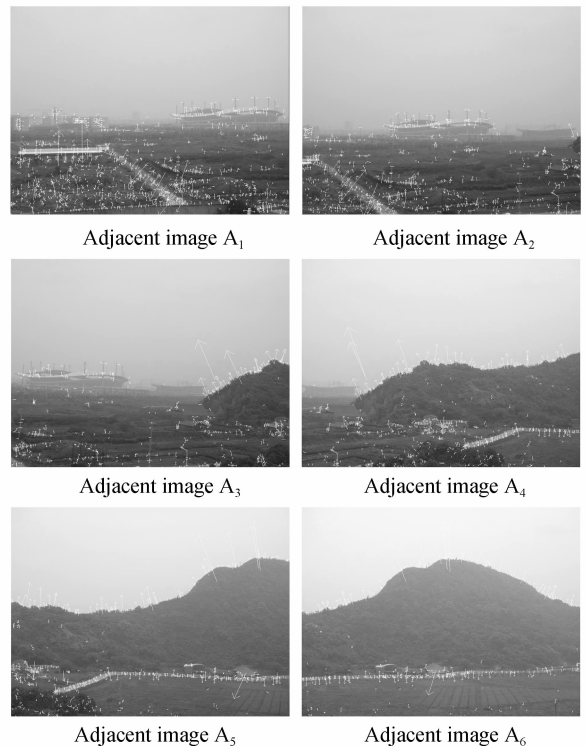 Adjacent image A₁
Adjacent image A₂
Adjacent image A₃
Adjacent image A₄
Adjacent image A₅
Adjacent image A₆